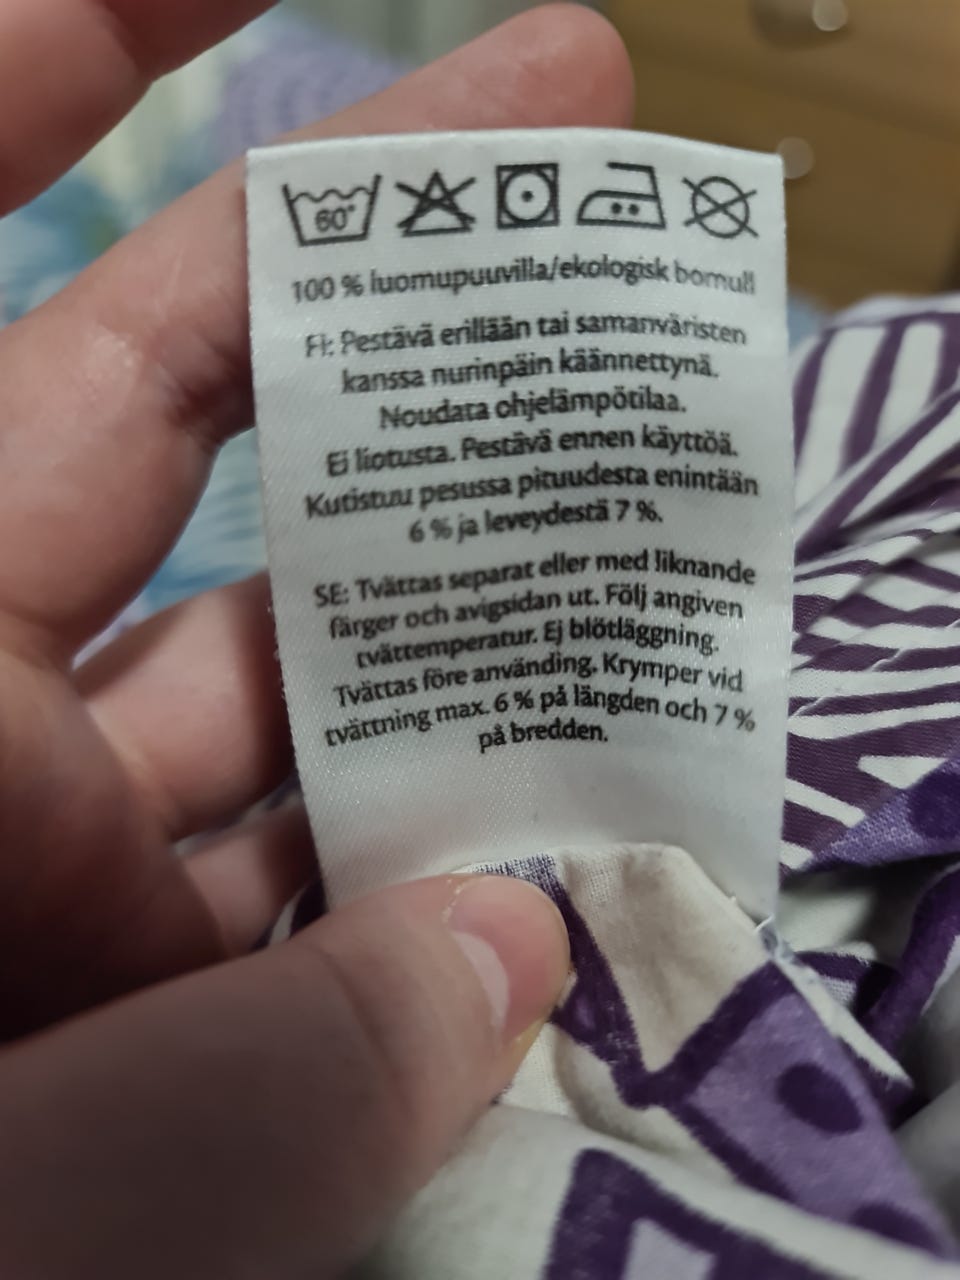 60°
100 % luomupuuvilla/ekologisk bomull
FI: Pestävä erillään tai samanväristen
kanssa nurinpäin käännettynä.
Noudata ohjelämpötilaa.
Ei liotusta. Pestävä ennen käyttöä.
Kutistuu pesussa pituudesta enintään
6 % ja leveydestä 7 %.
SE: Tvättas separat eller med liknande
färger och avigsidan ut. Följ angiven
tvättemperatur. Ej blötläggning.
Tvättas före använding. Krymper vid
tvättning max. 6 % på längden och 7 %
på bredden.